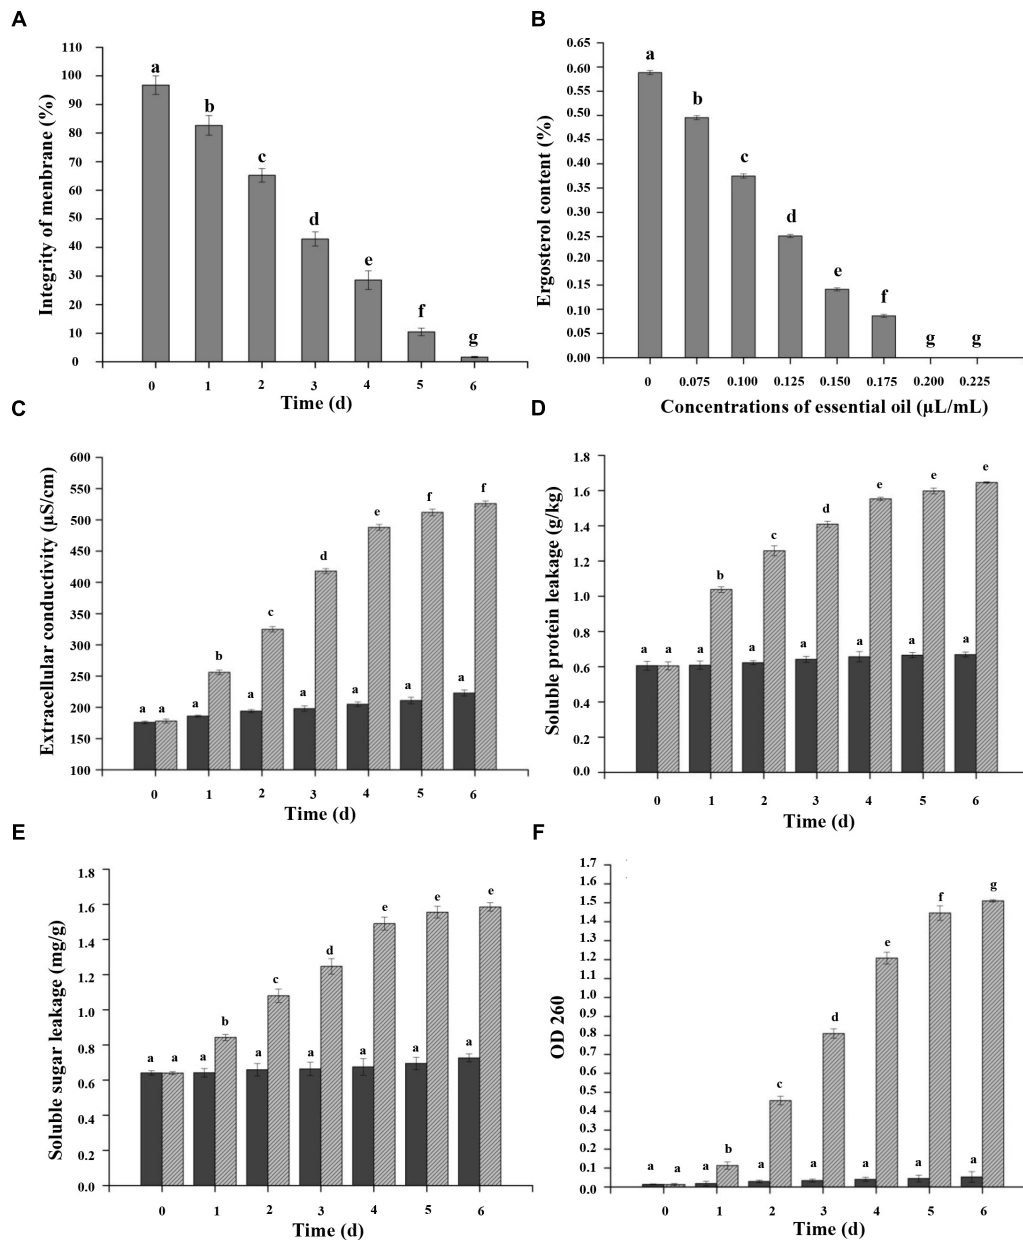 A
Integrity of menbrane (%)
110
100
90
80
70
60
50
40
30
20
10
0
a
b
c
d
e
f
g
0 1 2 3 4 5 6
Time (d)
B
Ergosterol content (%)
0.65
0.60
0.55
0.50
0.45
0.40
0.35
0.30
0.25
0.20
0.15
0.10
0.05
0.00
a
b
c
d
e
f
g g
0 0.075 0.100 0.125 0.150 0.175 0.200 0.225
Concentrations of essential oil (μL/mL)
C
Extracellular conductivity (μS/cm)
600
550
500
450
400
350
300
250
200
150
100
a a
a b
a c
a d
a e
a f
a f
0 1 2 3 4 5 6
Time (d)
D
Soluble protein leakage (g/kg)
1.8
1.6
1.4
1.2
1.0
0.8
0.6
0.4
0.2
0.0
a a
a b
a c
a d
a e
a e
a e
0 1 2 3 4 5 6
Time (d)
E
Soluble sugar leakage (mg/g)
1.8
1.6
1.4
1.2
1.0
0.8
0.6
0.4
0.2
0.0
a a
a b
a c
a d
a e
a e
a e
0 1 2 3 4 5 6
Time (d)
F
OD 260
1.7
1.6
1.5
1.4
1.3
1.2
1.1
1.0
0.9
0.8
0.7
0.6
0.5
0.4
0.3
0.2
0.1
0.0
a a
a b
a c
a d
a e
a f
a g
0 1 2 3 4 5 6
Time (d)